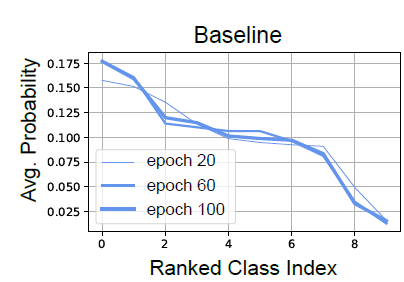 Baseline
Avg. Probability
0.175
0.150
0.125
0.100
0.075
0.050
0.025
epoch 20
epoch 60
epoch 100
0 2 4 6 8
Ranked Class Index